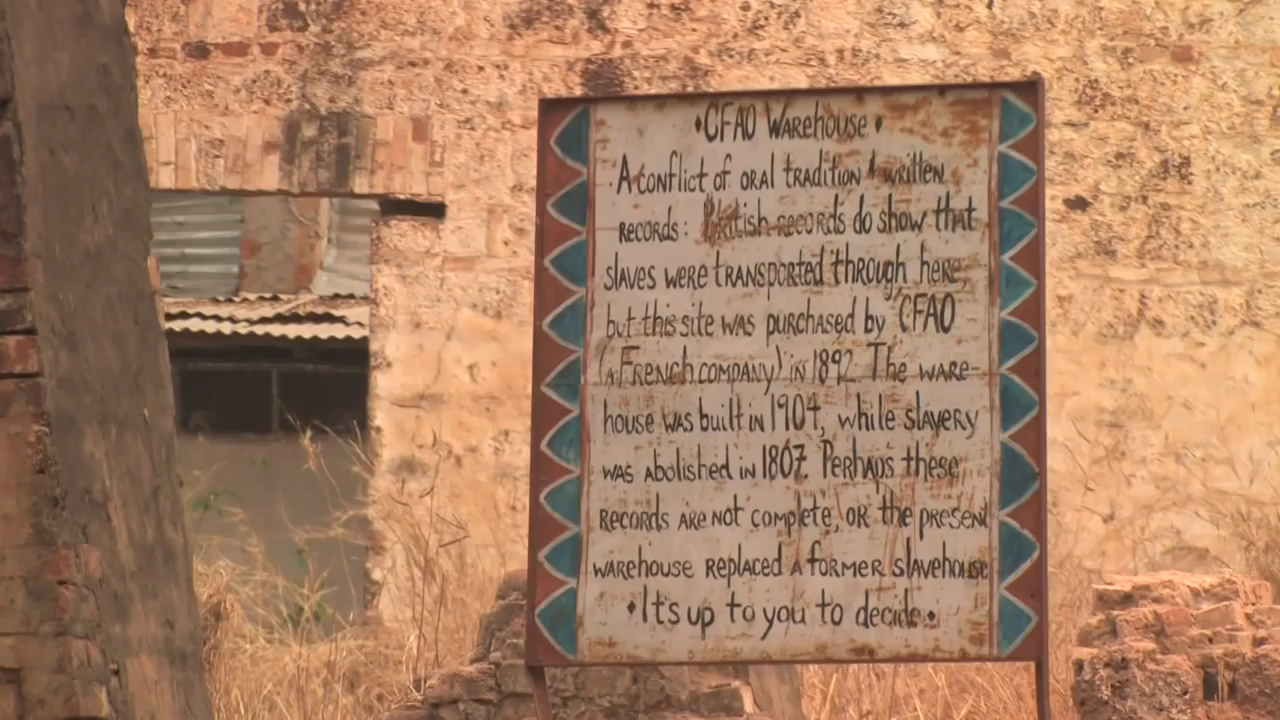 •CFAO Warehouse•
A conflict of oral tradition & written
records: British records do show that
slaves were transported through here,
but this site was purchased by CFAO
(a French company) in 1892. The ware-
house was built in 1904, while slavery
was abolished in 1807. Perhaps these
records are not complete, or the present
warehouse replaced a former slavehouse
•It's up to you to decide•